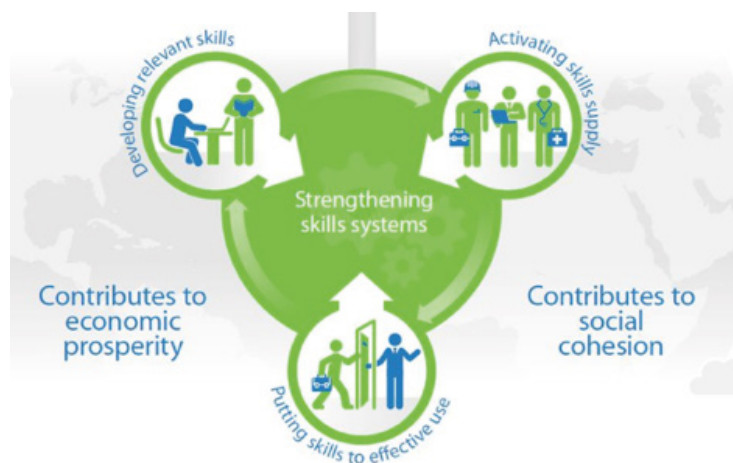 Developing relevant skills
Activating skills supply
Strengthening
skills systems
Contributes to
economic
prosperity
Contributes to
social
cohesion
Putting skills to effective use